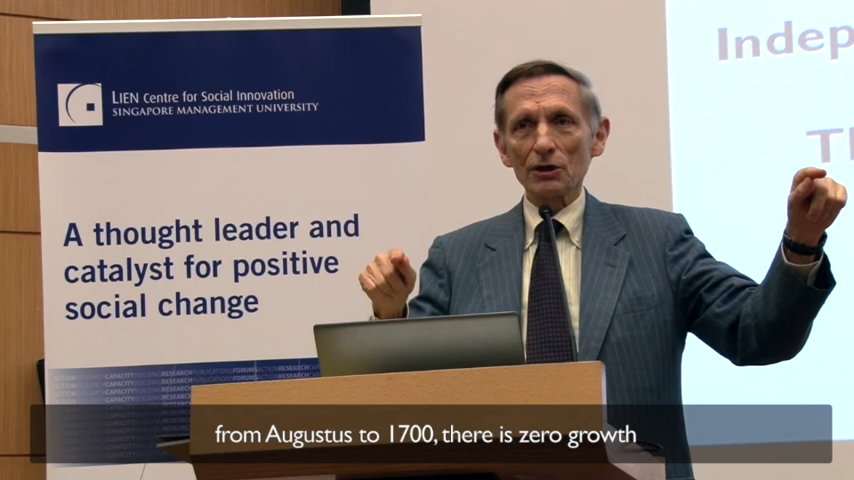 LIEN Centre for Social Innovation
SINGAPORE MANAGEMENT UNIVERSITY
A thought leader and
catalyst for positive
social change
from Augustus to 1700, there is zero growth